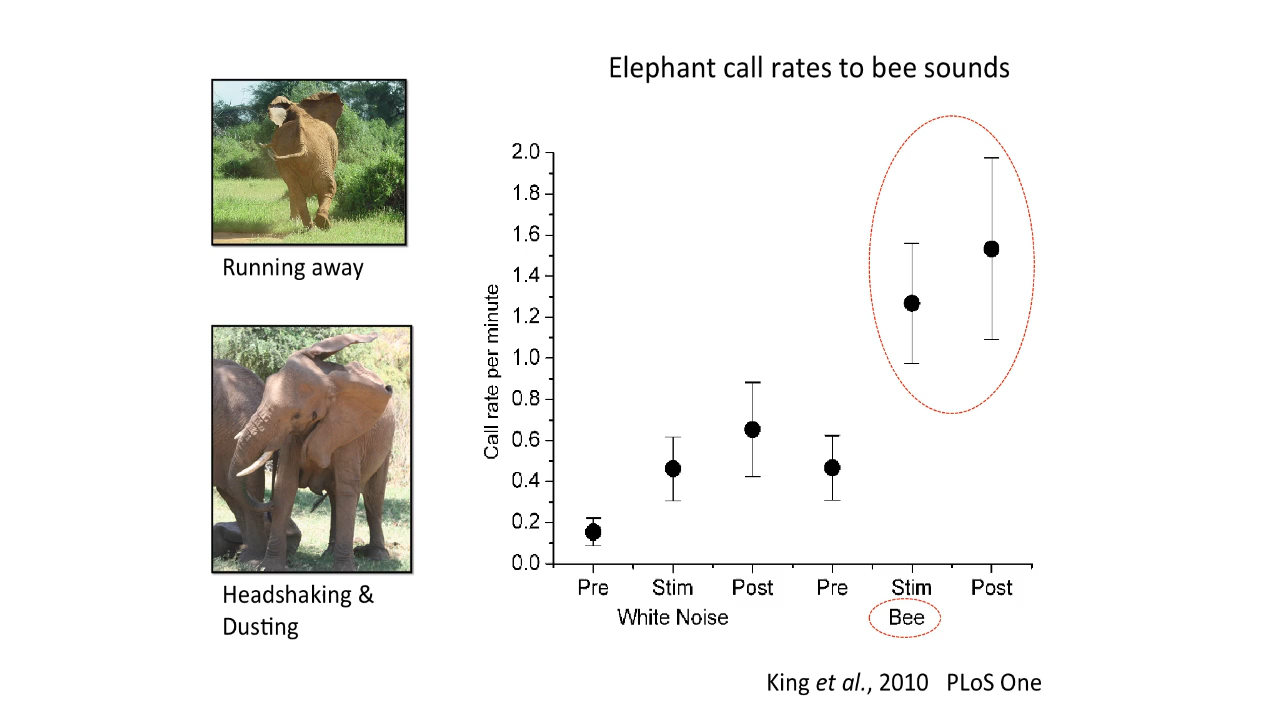 Elephant call rates to bee sounds
Running away
Headshaking &
Dusting
Call rate per minute
2.0
1.8
1.6
1.4
1.2
1.0
0.8
0.6
0.4
0.2
0.0
Pre Stim Post Pre Stim Post
White Noise Bee
King et al., 2010 PLoS One